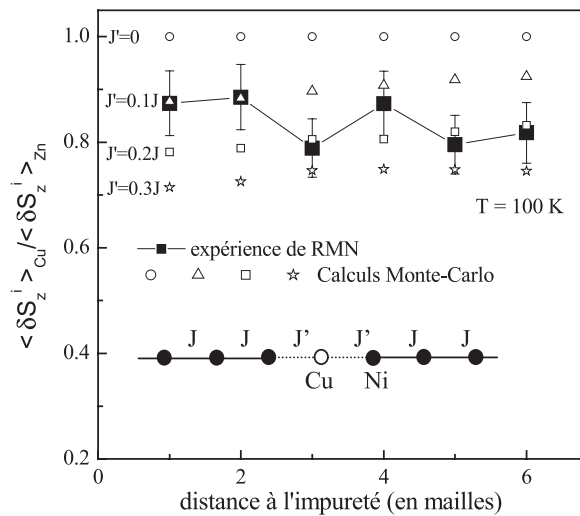 1.0
0.8
0.6
0.4
0.2
< δS_z^i >_Cu / < δS_z^i >_Zn
J'=0
J'=0.1J
J'=0.2J
J'=0.3J
T = 100 K
expérience de RMN
Calculs Monte-Carlo
J J J’ J’ J J
Cu Ni
0 2 4 6
distance à l'impureté (en mailles)